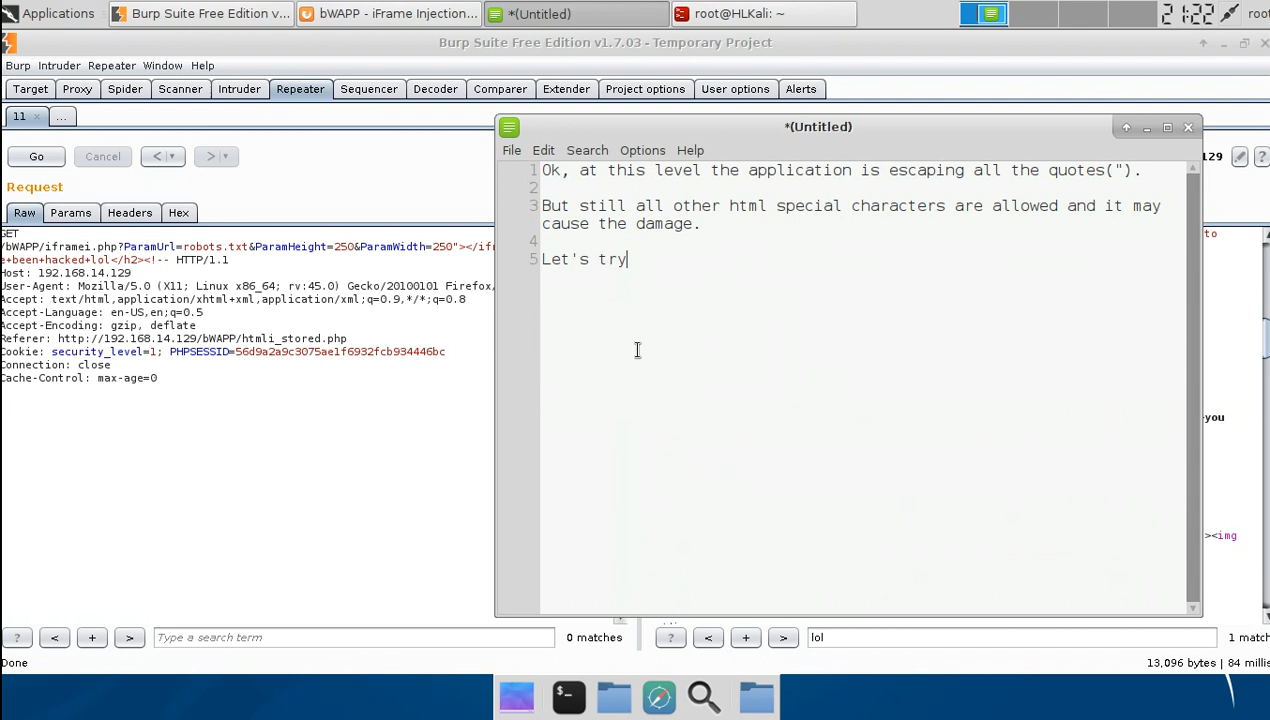 Applications
Burp Suite Free Edition v...
bWAPP - iFrame Injection...
*(Untitled)
root@HLKali: ~
21:22
root
Burp Suite Free Edition v1.7.03 - Temporary Project
Burp Intruder Repeater Window Help
Target Proxy Spider Scanner Intruder Repeater Sequencer Decoder Comparer Extender Project options User options Alerts
11 × ...
Go Cancel < > 129 ?
Request
Raw Params Headers Hex
GET
/bWAPP/iframei.php?ParamUrl=robots.txt&ParamHeight=250&ParamWidth=250"></ifr
e+been+hacked+lol</h2><!-- HTTP/1.1
Host: 192.168.14.129
User-Agent: Mozilla/5.0 (X11; Linux x86_64; rv:45.0) Gecko/20100101 Firefox/
Accept: text/html,application/xhtml+xml,application/xml;q=0.9,*/*;q=0.8
Accept-Language: en-US,en;q=0.5
Accept-Encoding: gzip, deflate
Referer: http://192.168.14.129/bWAPP/htmli_stored.php
Cookie: security_level=1; PHPSESSID=56d9a2a9c3075ae1f6932fcb934446bc
Connection: close
Cache-Control: max-age=0
*(Untitled)
File Edit Search Options Help
1 Ok, at this level the application is escaping all the quotes(").
2
3 But still all other html special characters are allowed and it may
cause the damage.
4
5 Let's try
to
you
><img
? < + > Type a search term 0 matches
? < + > lol 1 match
Done
13,096 bytes | 84 milli